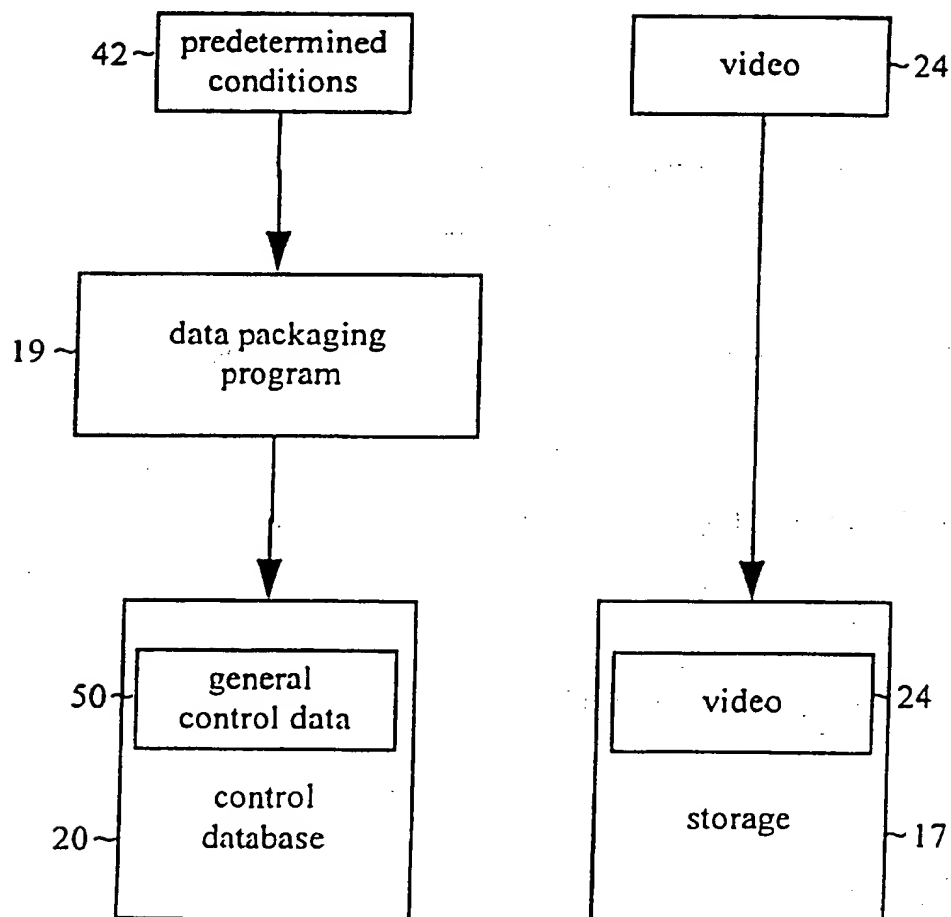 42
predetermined
conditions
video
24
19
data packaging
program
50
general
control data
control
database
20
video
24
storage
17